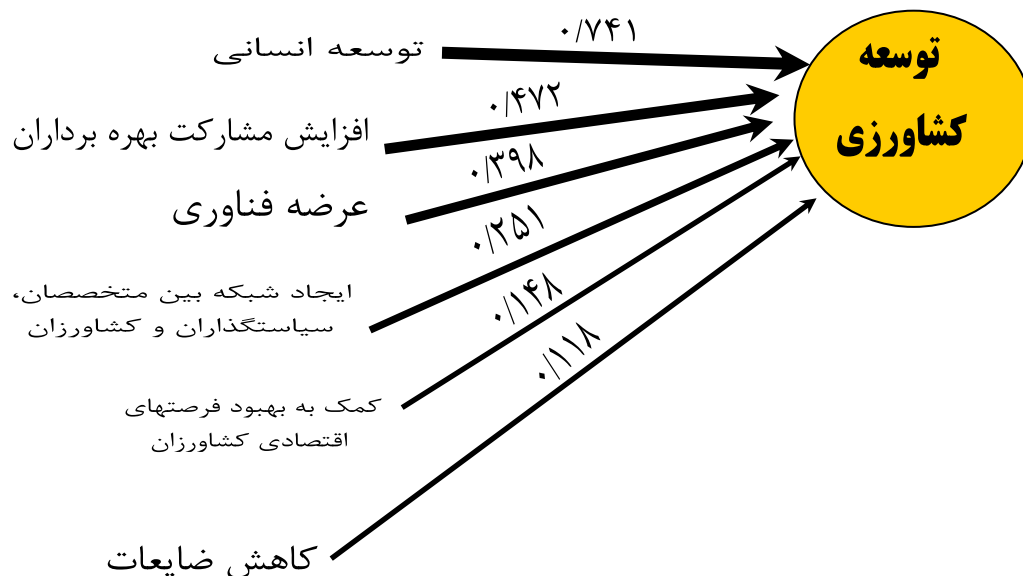 توسعه
کشاورزی
توسعه انسانی
۰/۷۴۱
افزایش مشارکت بهره برداران
۰/۴۷۲
عرضه فناوری
۰/۳۹۸
ایجاد شبکه بین متخصصان،
سیاستگذاران و کشاورزان
۰/۲۵۱
کمک به بهبود فرصتهای
اقتصادی کشاورزان
۰/۱۴۸
کاهش ضایعات
۰/۱۱۸